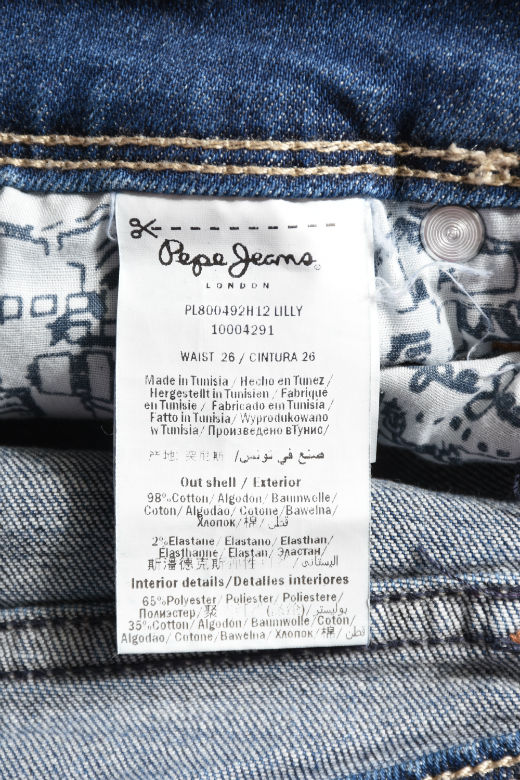 Pepe Jeans
LONDON
PL800492H12 LILLY
10004291
WAIST 26 / CINTURA 26
Made in Tunisia / Hecho en Tunez /
Hergestellt in Tunisien / Fabriqué
en Tunisie / Fabricado em Tunisia /
Fatto in Tunisia / Wyprodukowano
w Tunisia / Произведено вТунис /
صنع في تونس /
Out shell / Exterior
98%Cotton/ Algodon / Baumwolle/
Coton/ Algodao/ Cotone/ Bawełna/
Хлопок/棉/ قطن/
2%Elastane / Elastano/ Elasthan/
Elasthanne/ Elastan/ Эластан/
Interior details/Detalles interiores
65%Polyester/ Poliester/ Poliestere/
Полиэстер/ بوليستر/
35%Cotton/ Algodon / Baumwolle/ Coton/
Algodao/ Cotone/ Bawelna/ Хлопок/棉/ قطن/